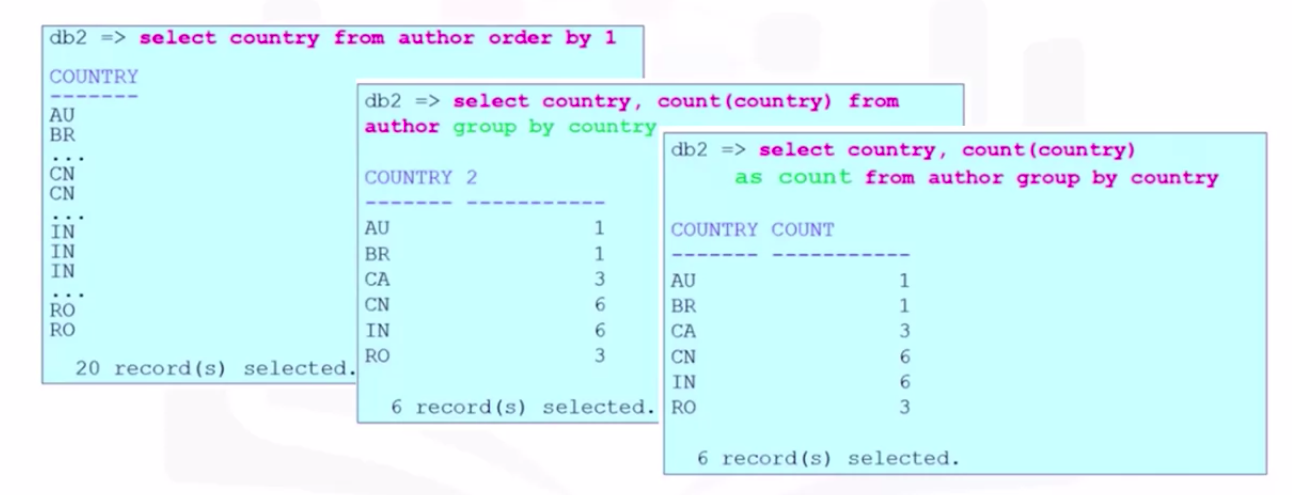 db2 => select country from author order by 1
COUNTRY
-------
AU
BR
...
CN
CN
...
IN
IN
IN
...
RO
RO
20 record(s) selected.
db2 => select country, count(country) from
author group by country
COUNTRY 2
------- -----------
AU 1
BR 1
CA 3
CN 6
IN 6
RO 3
6 record(s) selected.
db2 => select country, count(country)
as count from author group by country
COUNTRY COUNT
------- -----------
AU 1
BR 1
CA 3
CN 6
IN 6
RO 3
6 record(s) selected.